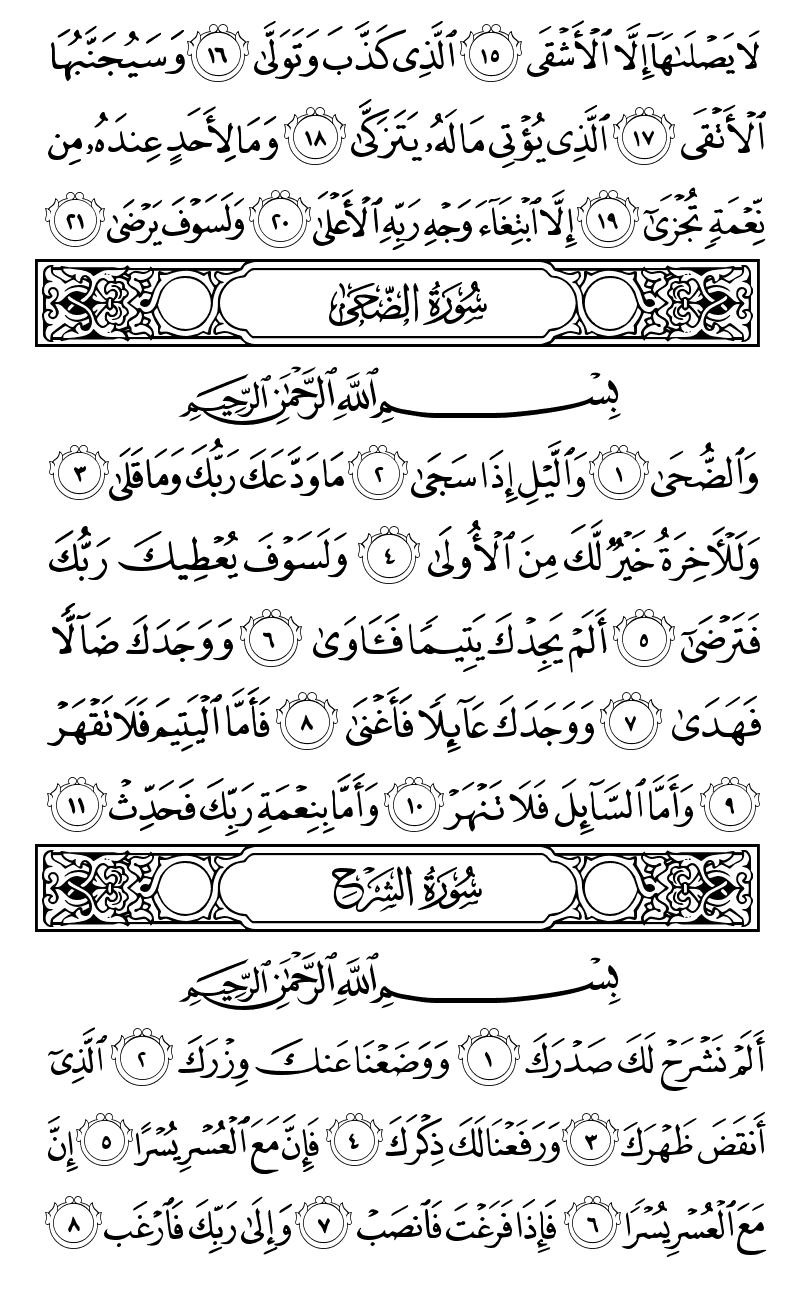 لَا يَصْلَىٰهَآ إِلَّا ٱلْأَشْقَى ١٥ ٱلَّذِى كَذَّبَ وَتَوَلَّىٰ ١٦ وَسَيُجَنَّبُهَا
ٱلْأَتْقَى ١٧ ٱلَّذِى يُؤْتِى مَالَهُۥ يَتَزَكَّىٰ ١٨ وَمَا لِأَحَدٍ عِندَهُۥ مِن
نِّعْمَةٍ تُجْزَىٰٓ ١٩ إِلَّا ٱبْتِغَآءَ وَجْهِ رَبِّهِ ٱلْأَعْلَىٰ ٢٠ وَلَسَوْفَ يَرْضَىٰ ٢١
سُورَةُ الضُّحَىٰ
بِسْمِ ٱللَّهِ ٱلرَّحْمَٰنِ ٱلرَّحِيمِ
وَٱلضُّحَىٰ ١ وَٱلَّيْلِ إِذَا سَجَىٰ ٢ مَا وَدَّعَكَ رَبُّكَ وَمَا قَلَىٰ ٣
وَلَلْـَٔاخِرَةُ خَيْرٌ لَّكَ مِنَ ٱلْأُولَىٰ ٤ وَلَسَوْفَ يُعْطِيكَ رَبُّكَ
فَتَرْضَىٰٓ ٥ أَلَمْ يَجِدْكَ يَتِيمًا فَـَٔاوَىٰ ٦ وَوَجَدَكَ ضَآلًّا
فَهَدَىٰ ٧ وَوَجَدَكَ عَآئِلًا فَأَغْنَىٰ ٨ فَأَمَّا ٱلْيَتِيمَ فَلَا تَقْهَرْ
٩ وَأَمَّا ٱلسَّآئِلَ فَلَا تَنْهَرْ ١٠ وَأَمَّا بِنِعْمَةِ رَبِّكَ فَحَدِّثْ ١١
سُورَةُ الشَّرْحِ
بِسْمِ ٱللَّهِ ٱلرَّحْمَٰنِ ٱلرَّحِيمِ
أَلَمْ نَشْرَحْ لَكَ صَدْرَكَ ١ وَوَضَعْنَا عَنكَ وِزْرَكَ ٢ ٱلَّذِىٓ
أَنقَضَ ظَهْرَكَ ٣ وَرَفَعْنَا لَكَ ذِكْرَكَ ٤ فَإِنَّ مَعَ ٱلْعُسْرِ يُسْرًا ٥ إِنَّ
مَعَ ٱلْعُسْرِ يُسْرًا ٦ فَإِذَا فَرَغْتَ فَٱنصَبْ ٧ وَإِلَىٰ رَبِّكَ فَٱرْغَب ٨